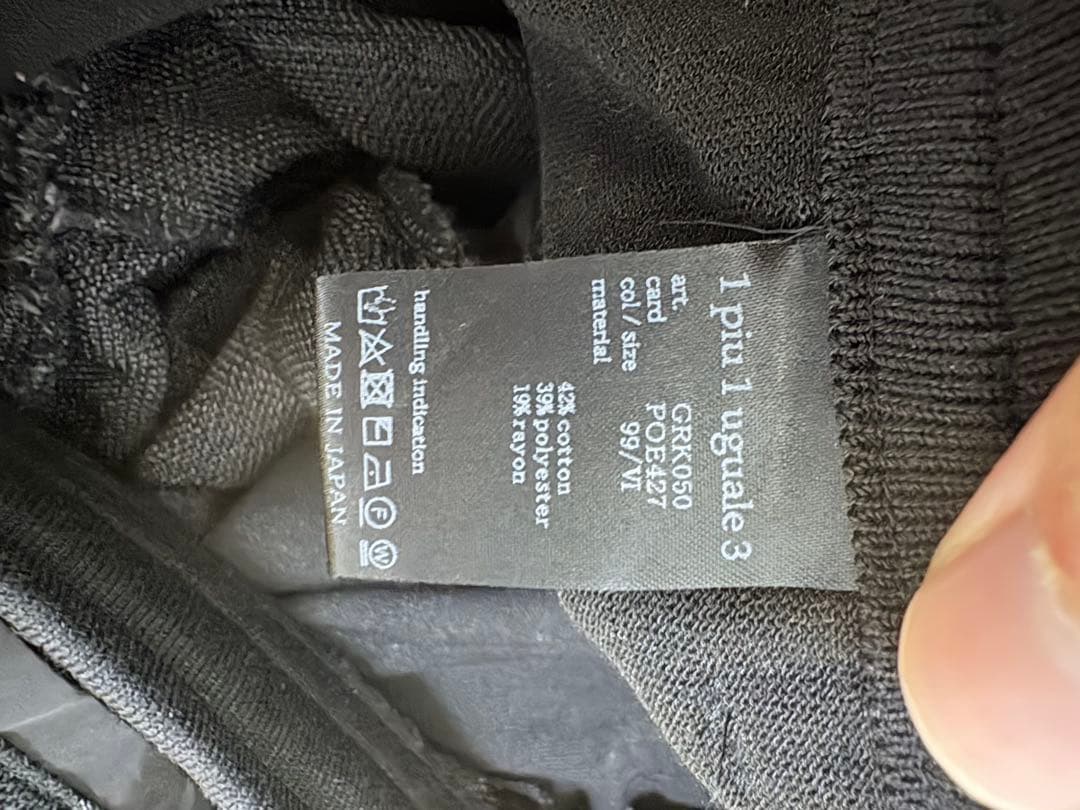 1 piu 1 uguale 3
art. GRK050
card POE427
col / size 99/VI
material
42% cotton
39% polyester
19% rayon
handling indication
F W
MADE IN JAPAN